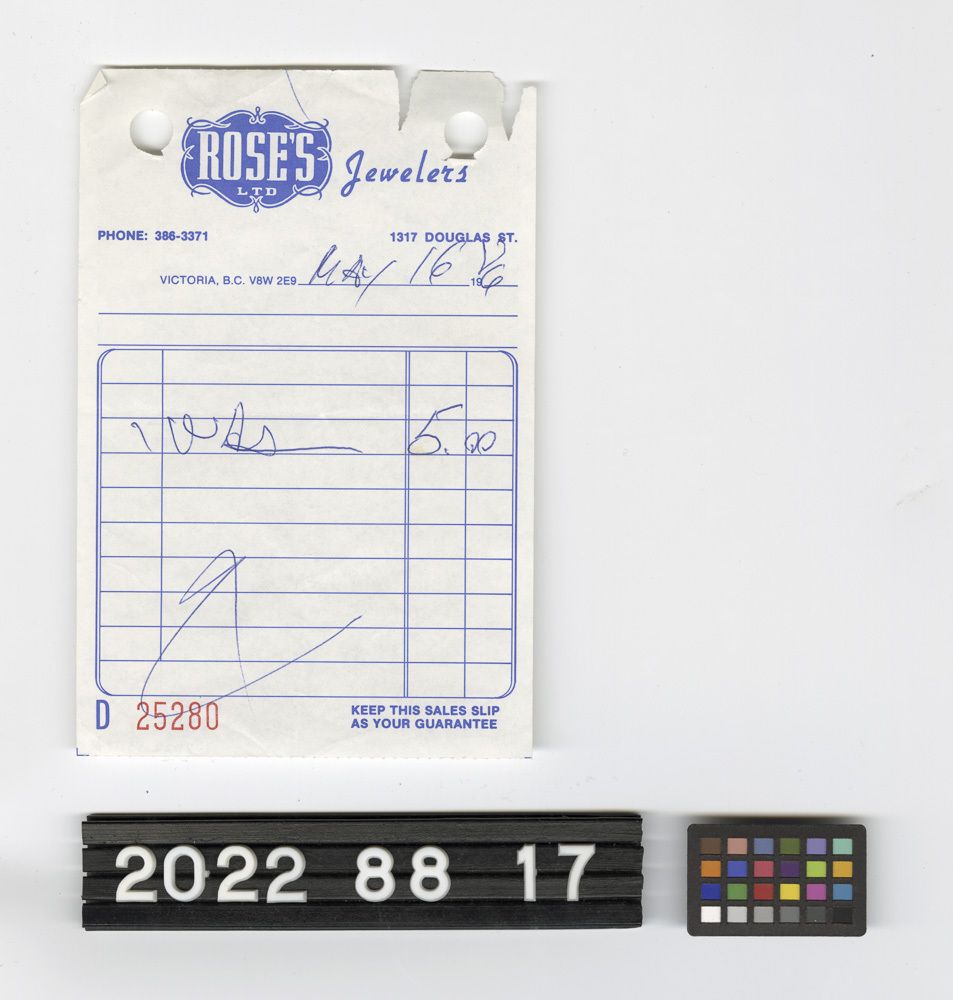 ROSE'S
LTD
Jewelers
PHONE: 386-3371
1317 DOUGLAS ST.
VICTORIA, B.C. V8W 2E9 MAY 16 19
5.00
D 25280
KEEP THIS SALES SLIP
AS YOUR GUARANTEE
2022 88 17